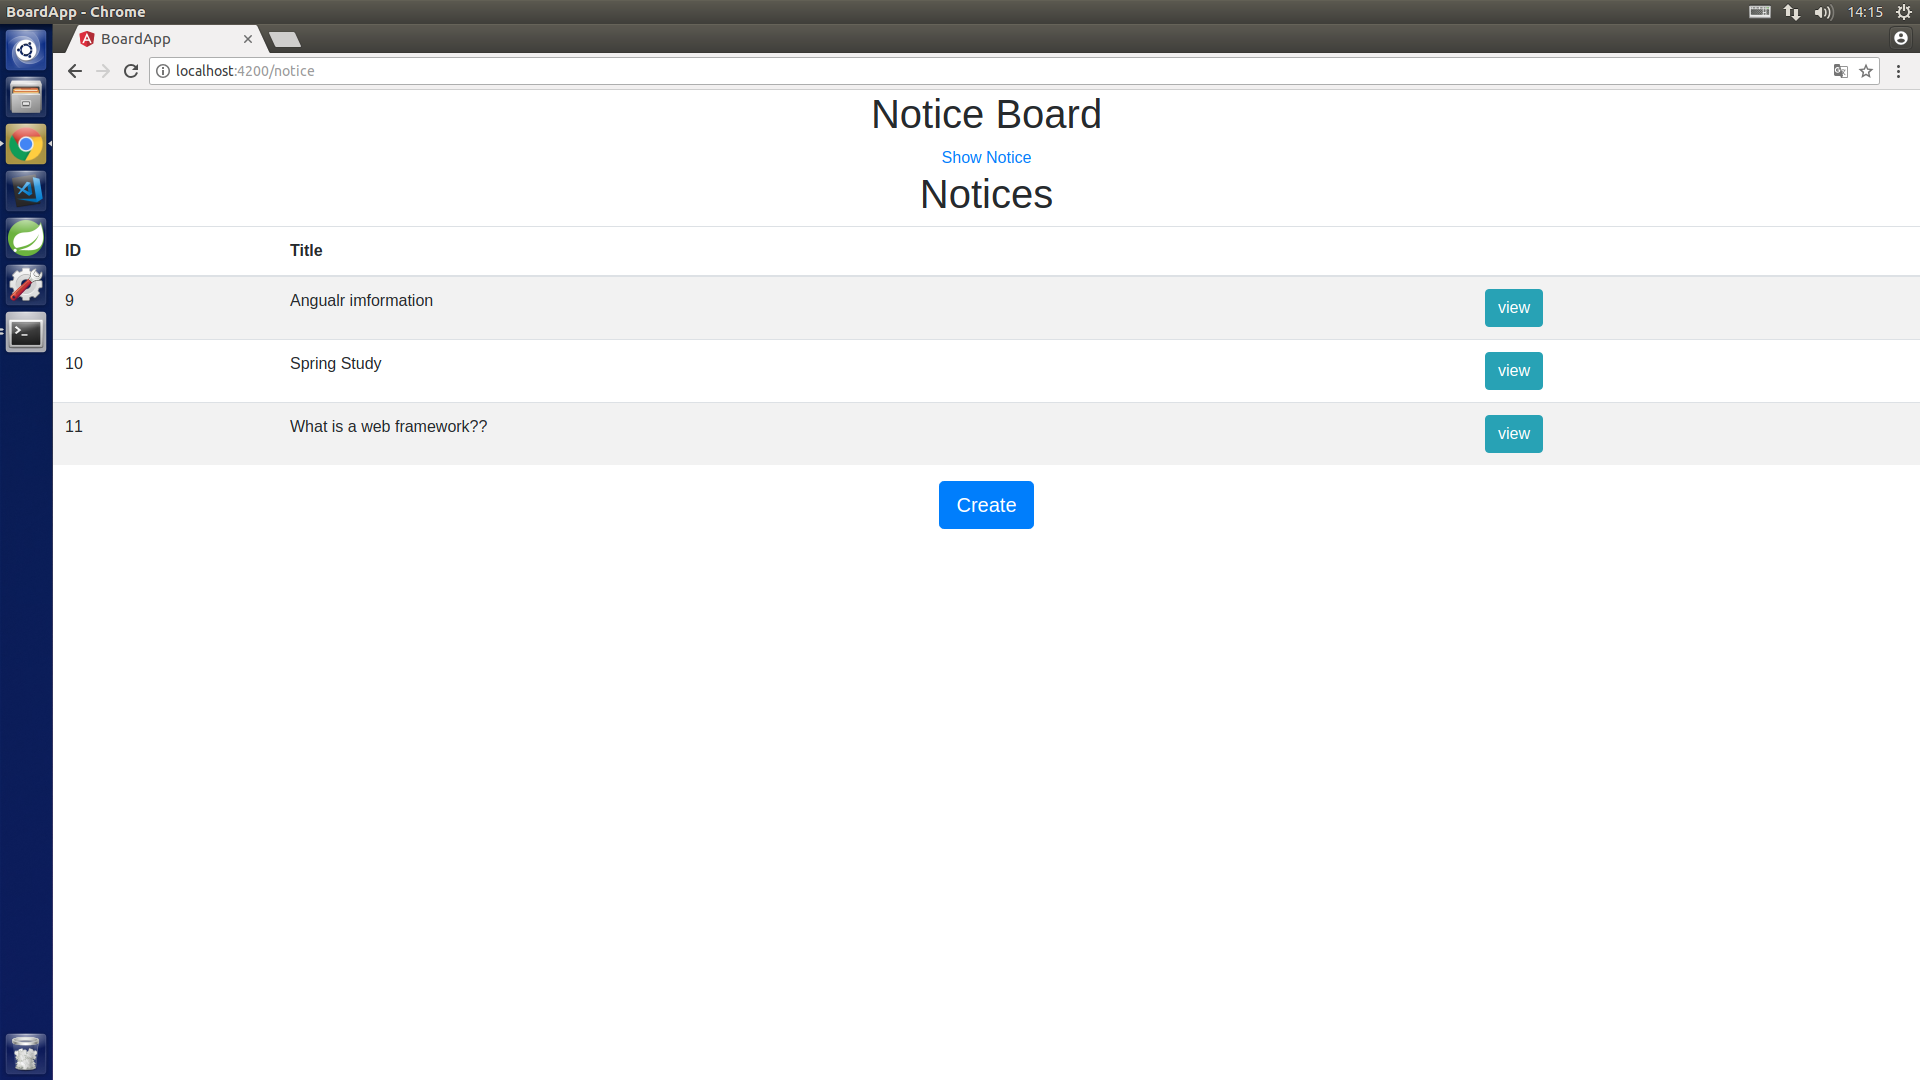 BoardApp - Chrome
14:15
BoardApp
localhost:4200/notice
Notice Board
Show Notice
Notices
ID Title
9 Angualr imformation view
10 Spring Study view
11 What is a web framework?? view
Create